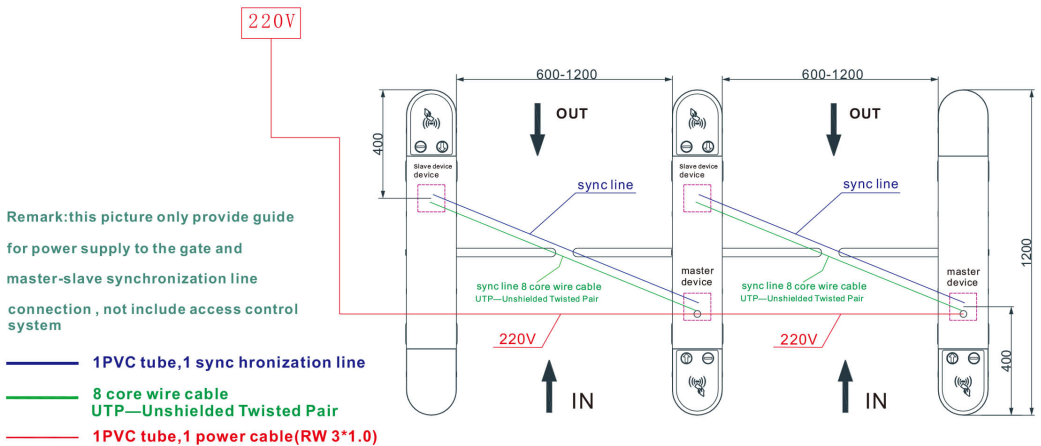 220V
600-1200
600-1200
OUT
OUT
400
Slave device
device
Slave device
device
sync line
sync line
Remark:this picture only provide guide
for power supply to the gate and
master-slave synchronization line
connection , not include access control
system
master
device
master
device
1200
sync line 8 core wire cable
UTP—Unshielded Twisted Pair
sync line 8 core wire cable
UTP—Unshielded Twisted Pair
220V
220V
400
1PVC tube,1 sync hronization line
8 core wire cable
UTP—Unshielded Twisted Pair
IN
IN
1PVC tube,1 power cable(RW 3*1.0)